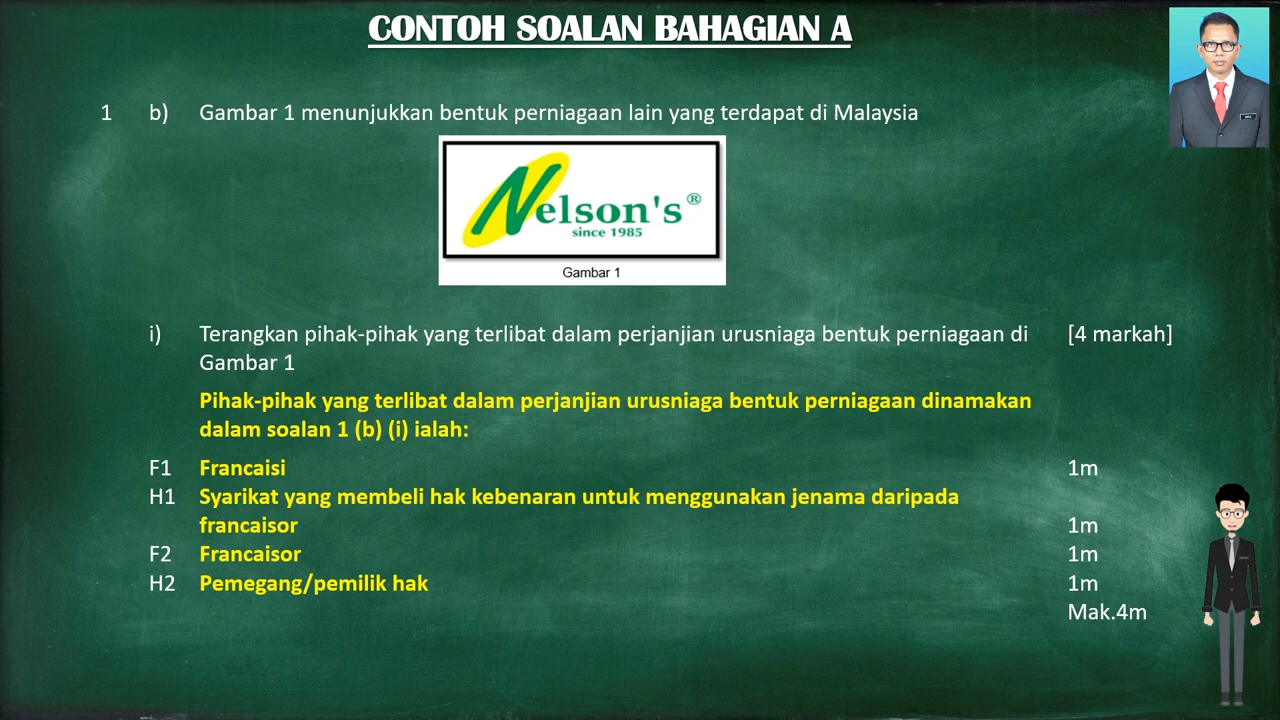 CONTOH SOALAN BAHAGIAN A
1 b) Gambar 1 menunjukkan bentuk perniagaan lain yang terdapat di Malaysia
Nelson's ®
since 1985
Gambar 1
i) Terangkan pihak-pihak yang terlibat dalam perjanjian urusniaga bentuk perniagaan di [4 markah]
Gambar 1
Pihak-pihak yang terlibat dalam perjanjian urusniaga bentuk perniagaan dinamakan
dalam soalan 1 (b) (i) ialah:
F1 Francaisi 1m
H1 Syarikat yang membeli hak kebenaran untuk menggunakan jenama daripada
francaisor 1m
F2 Francaisor 1m
H2 Pemegang/pemilik hak 1m
Mak.4m